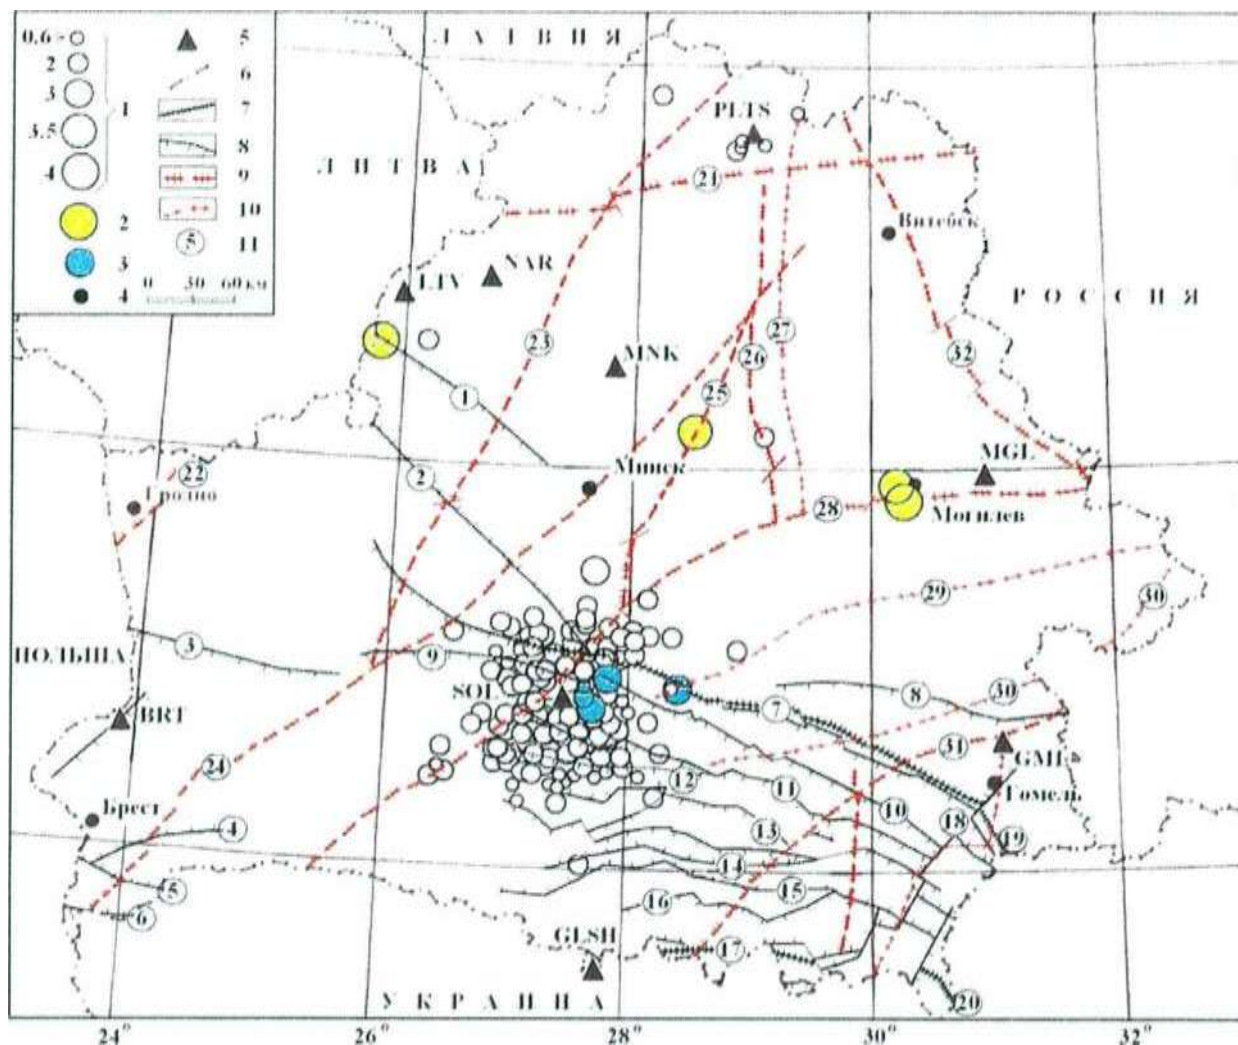 0.6 -
2
3
3.5
4
1
2
3
4
5
6
7
8
9
10
5
11
0 30 60 км
ЛАТВИЯ
ЛИТВА
РОССИЯ
ПОЛЬША
УКРАИНА
PLTS
21
Витебск
NAR
23
27
MNK
26
32
1
25
MGL
22
2
Минск
Гродно
Могилев
28
29
30
3
9
SOL
8
30
7
BRT
31
24
GML
12
11
Гомель
Брест
10
4
13
18
19
14
5
15
16
6
GLSH
17
20
24° 26° 28° 30° 32°